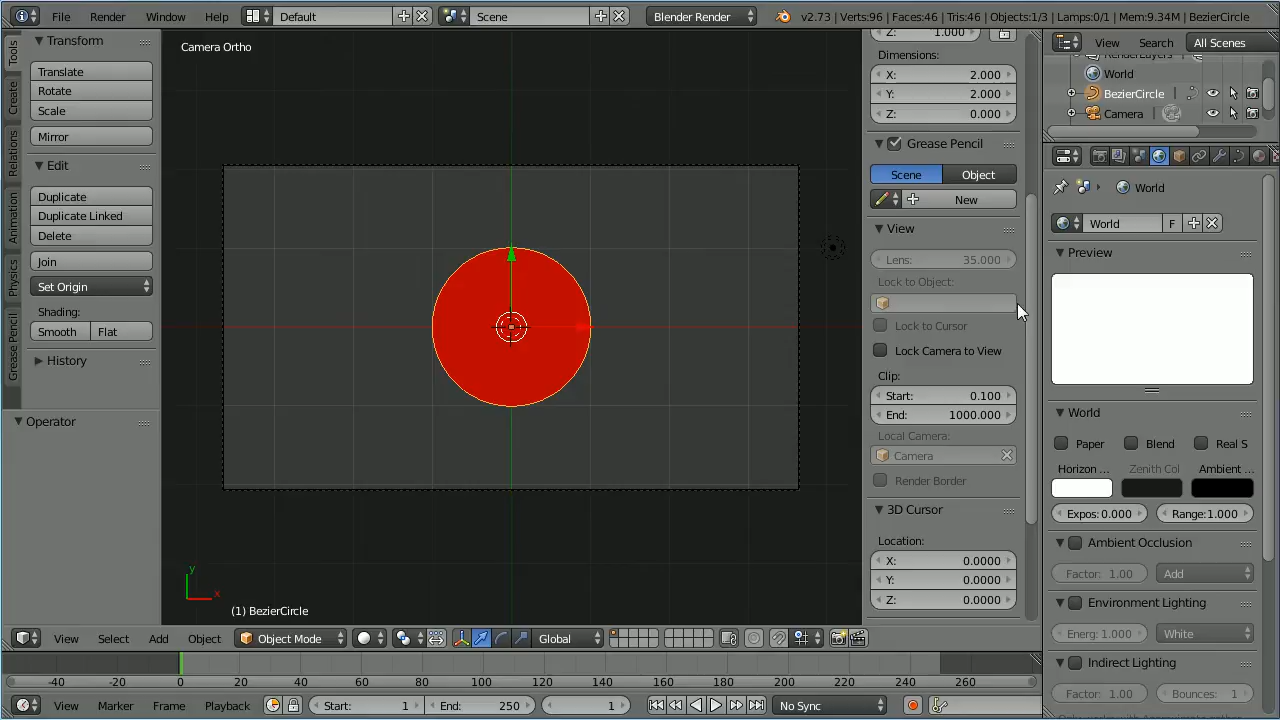 File Render Window Help Default Scene Blender Render v2.73 | Verts:96 | Faces:46 | Tris:46 | Objects:1/3 | Lamps:0/1 | Mem:9.34M | BezierCircle
Tools
Create
Relations
Animation
Physics
Grease Pencil
Transform
Translate
Rotate
Scale
Mirror
Edit
Duplicate
Duplicate Linked
Delete
Join
Set Origin
Shading:
Smooth Flat
History
Operator
Camera Ortho
y
x
(1) BezierCircle
Z: 1.000
Dimensions:
X: 2.000
Y: 2.000
Z: 0.000
Grease Pencil
Scene Object
New
View
Lens: 35.000
Lock to Object:
Lock to Cursor
Lock Camera to View
Clip:
Start: 0.100
End: 1000.000
Local Camera:
Camera
Render Border
3D Cursor
Location:
X: 0.0000
Y: 0.0000
Z: 0.0000
View Search All Scenes
World
BezierCircle
Camera
World
World F
Preview
World
Paper Blend Real S
Horizon ... Zenith Col Ambient ...
Expos:0.000 Range:1.000
Ambient Occlusion
Factor: 1.00 Add
Environment Lighting
Energ: 1.000 White
Indirect Lighting
Factor: 1.00 Bounces: 1
View Select Add Object Object Mode Global
-40 -20 0 20 40 60 80 100 120 140 160 180 200 220 240 260
View Marker Frame Playback Start: 1 End: 250 1 No Sync